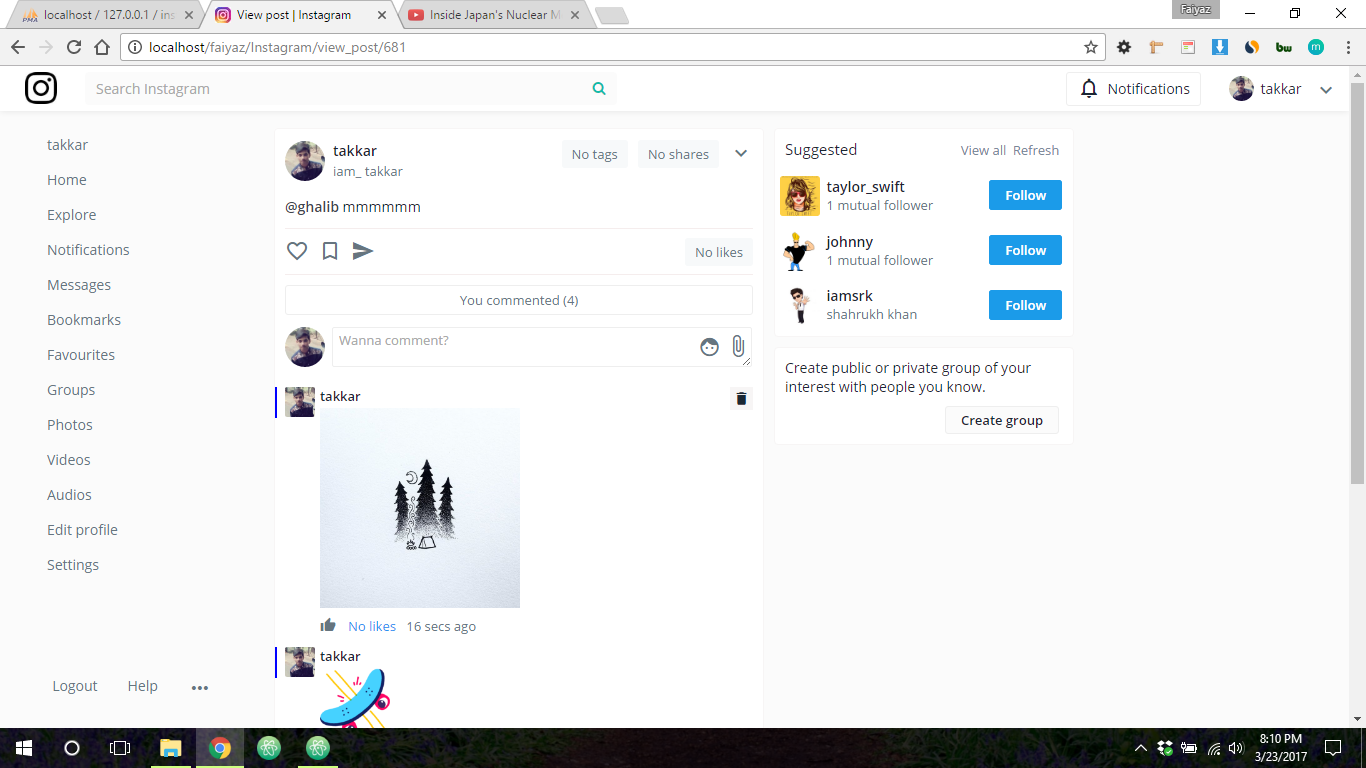 localhost / 127.0.0.1 / ins
View post | Instagram
Inside Japan's Nuclear M
Faiyaz
localhost/faiyaz/Instagram/view_post/681
Search Instagram
Notifications
takkar
takkar
Home
Explore
Notifications
Messages
Bookmarks
Favourites
Groups
Photos
Videos
Audios
Edit profile
Settings
Logout
Help
takkar
iam_ takkar
No tags
No shares
@ghalib mmmmmm
No likes
You commented (4)
Wanna comment?
takkar
No likes
16 secs ago
takkar
Suggested
View all
Refresh
taylor_swift
1 mutual follower
Follow
johnny
1 mutual follower
Follow
iamsrk
shahrukh khan
Follow
Create public or private group of your
interest with people you know.
Create group
8:10 PM
3/23/2017